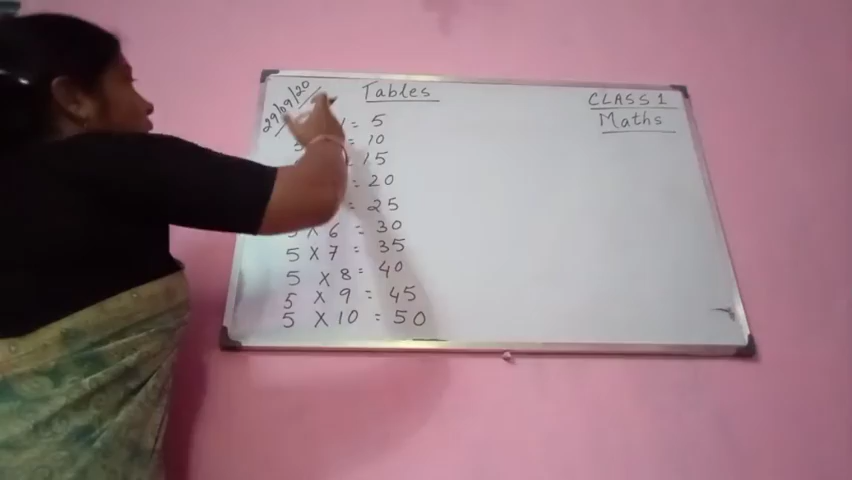 29/09/20
Tables
CLASS 1
Maths
1 = 5
5 = 10
15
= 20
= 25
5 X 6 = 30
5 X 7 = 35
5 X 8 = 40
5 X 9 = 45
5 X 10 = 50